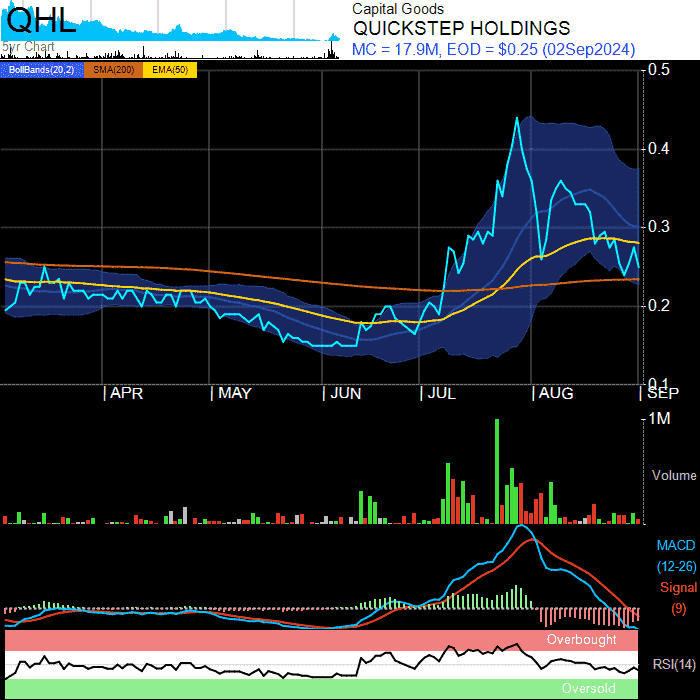 QHL
5yr Chart
Capital Goods
QUICKSTEP HOLDINGS
MC = 17.9M, EOD = $0.25 (02Sep2024)
BollBands(20,2) SMA(200) EMA(50)
0.5
0.4
0.3
0.2
0.1
APR MAY JUN JUL AUG SEP
1M
Volume
MACD
(12-26)
Signal
(9)
Overbought
RSI(14)
Oversold